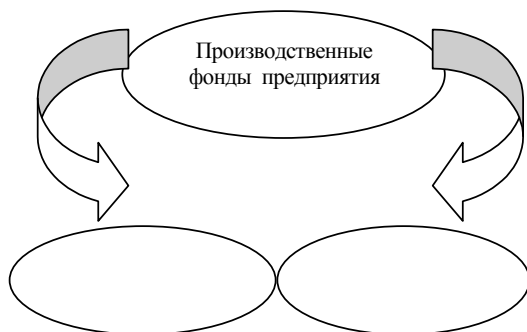 Производственные
фонды предприятия